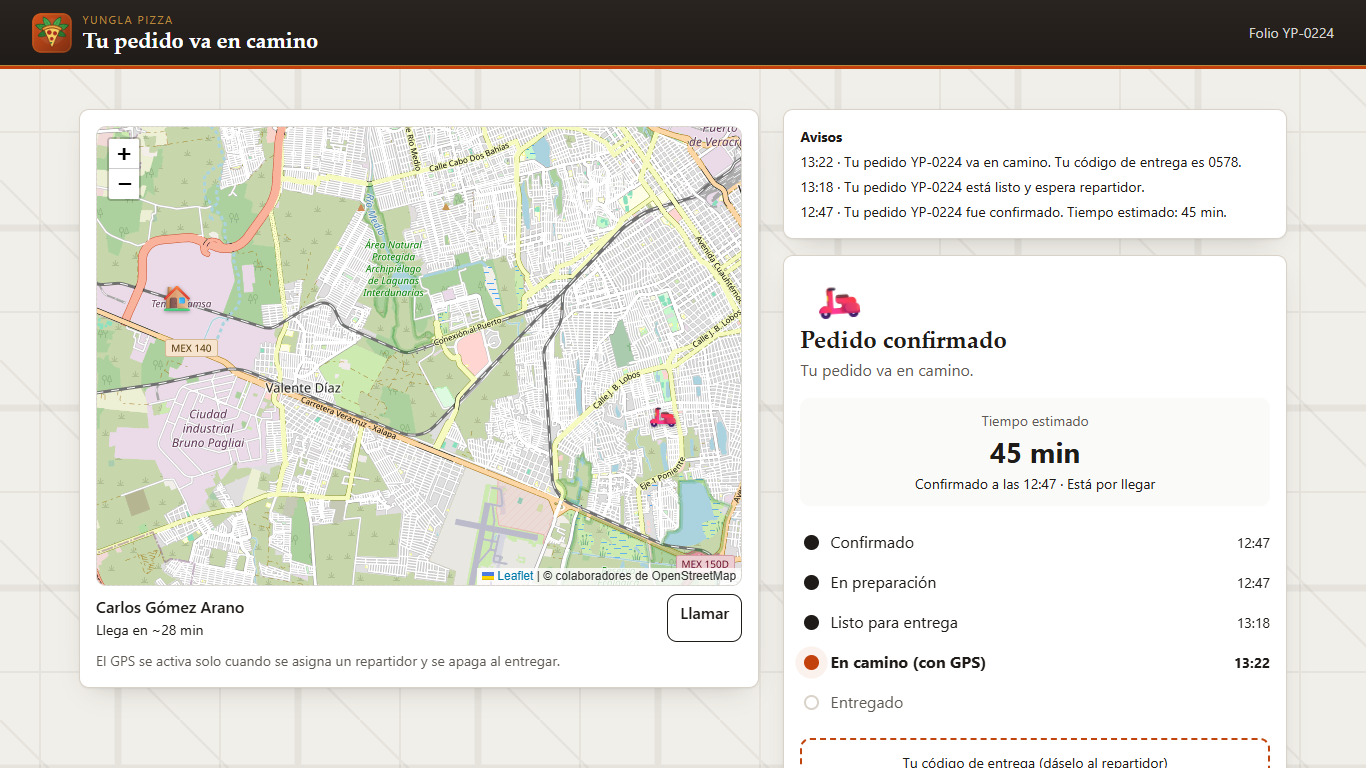 YUNGLA PIZZA
Tu pedido va en camino
Folio YP-0224
+
−
e Río Medio
Calle Cabo Dos Bahías
Puerto
de Veracr
Río Medio
Área Natural
Protegida
Archipiélago
de Lagunas
Interdunarias
Avenida Cuauhtémoc
Conexión al Puerto
Calle J. B. Lobos
MEX 140
Valente Díaz
Calle J. B. Lobos
Carretera Veracruz - Xalapa
Ciudad
industrial
Bruno Pagliai
Eje 1 Poniente
MEX 150D
Leaflet | © colaboradores de OpenStreetMap
Carlos Gómez Arano
Llega en ~28 min
Llamar
El GPS se activa solo cuando se asigna un repartidor y se apaga al entregar.
Avisos
13:22 · Tu pedido YP-0224 va en camino. Tu código de entrega es 0578.
13:18 · Tu pedido YP-0224 está listo y espera repartidor.
12:47 · Tu pedido YP-0224 fue confirmado. Tiempo estimado: 45 min.
Pedido confirmado
Tu pedido va en camino.
Tiempo estimado
45 min
Confirmado a las 12:47 · Está por llegar
Confirmado 12:47
En preparación 12:47
Listo para entrega 13:18
En camino (con GPS) 13:22
Entregado
Tu código de entrega (dáselo al repartidor)